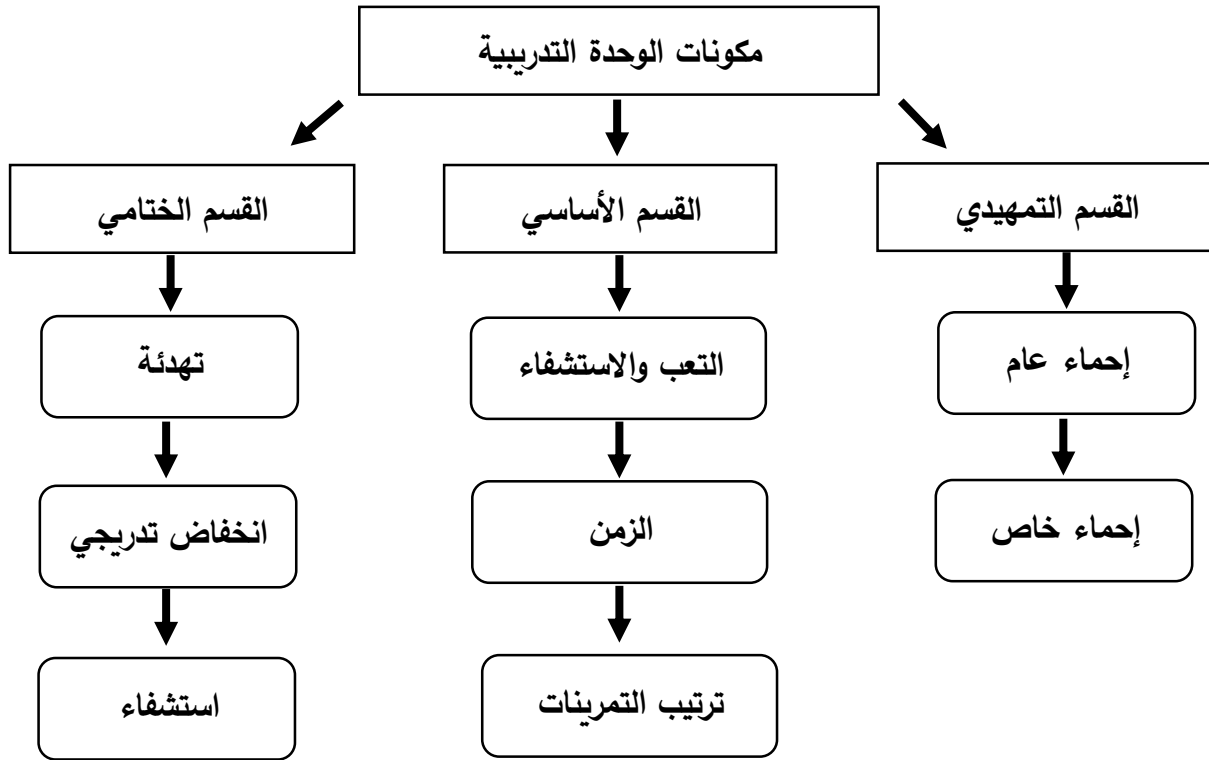 مكونات الوحدة التدريبية
القسم التمهيدي
القسم الأساسي
القسم الختامي
إحماء عام
التعب والاستشفاء
تهدئة
إحماء خاص
الزمن
انخفاض تدريجي
ترتيب التمرينات
استشفاء